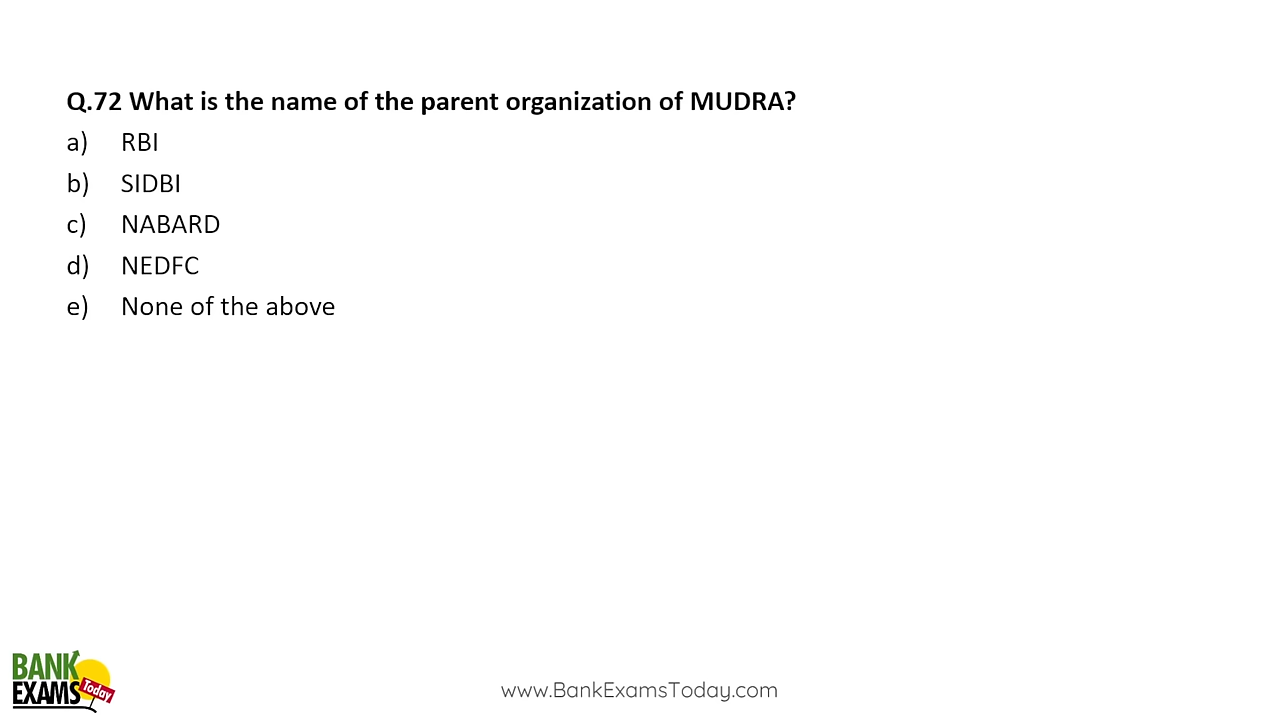 Q.72 What is the name of the parent organization of MUDRA?
a) RBI
b) SIDBI
c) NABARD
d) NEDFC
e) None of the above
BANK
EXAMS Today
www.BankExamsToday.com